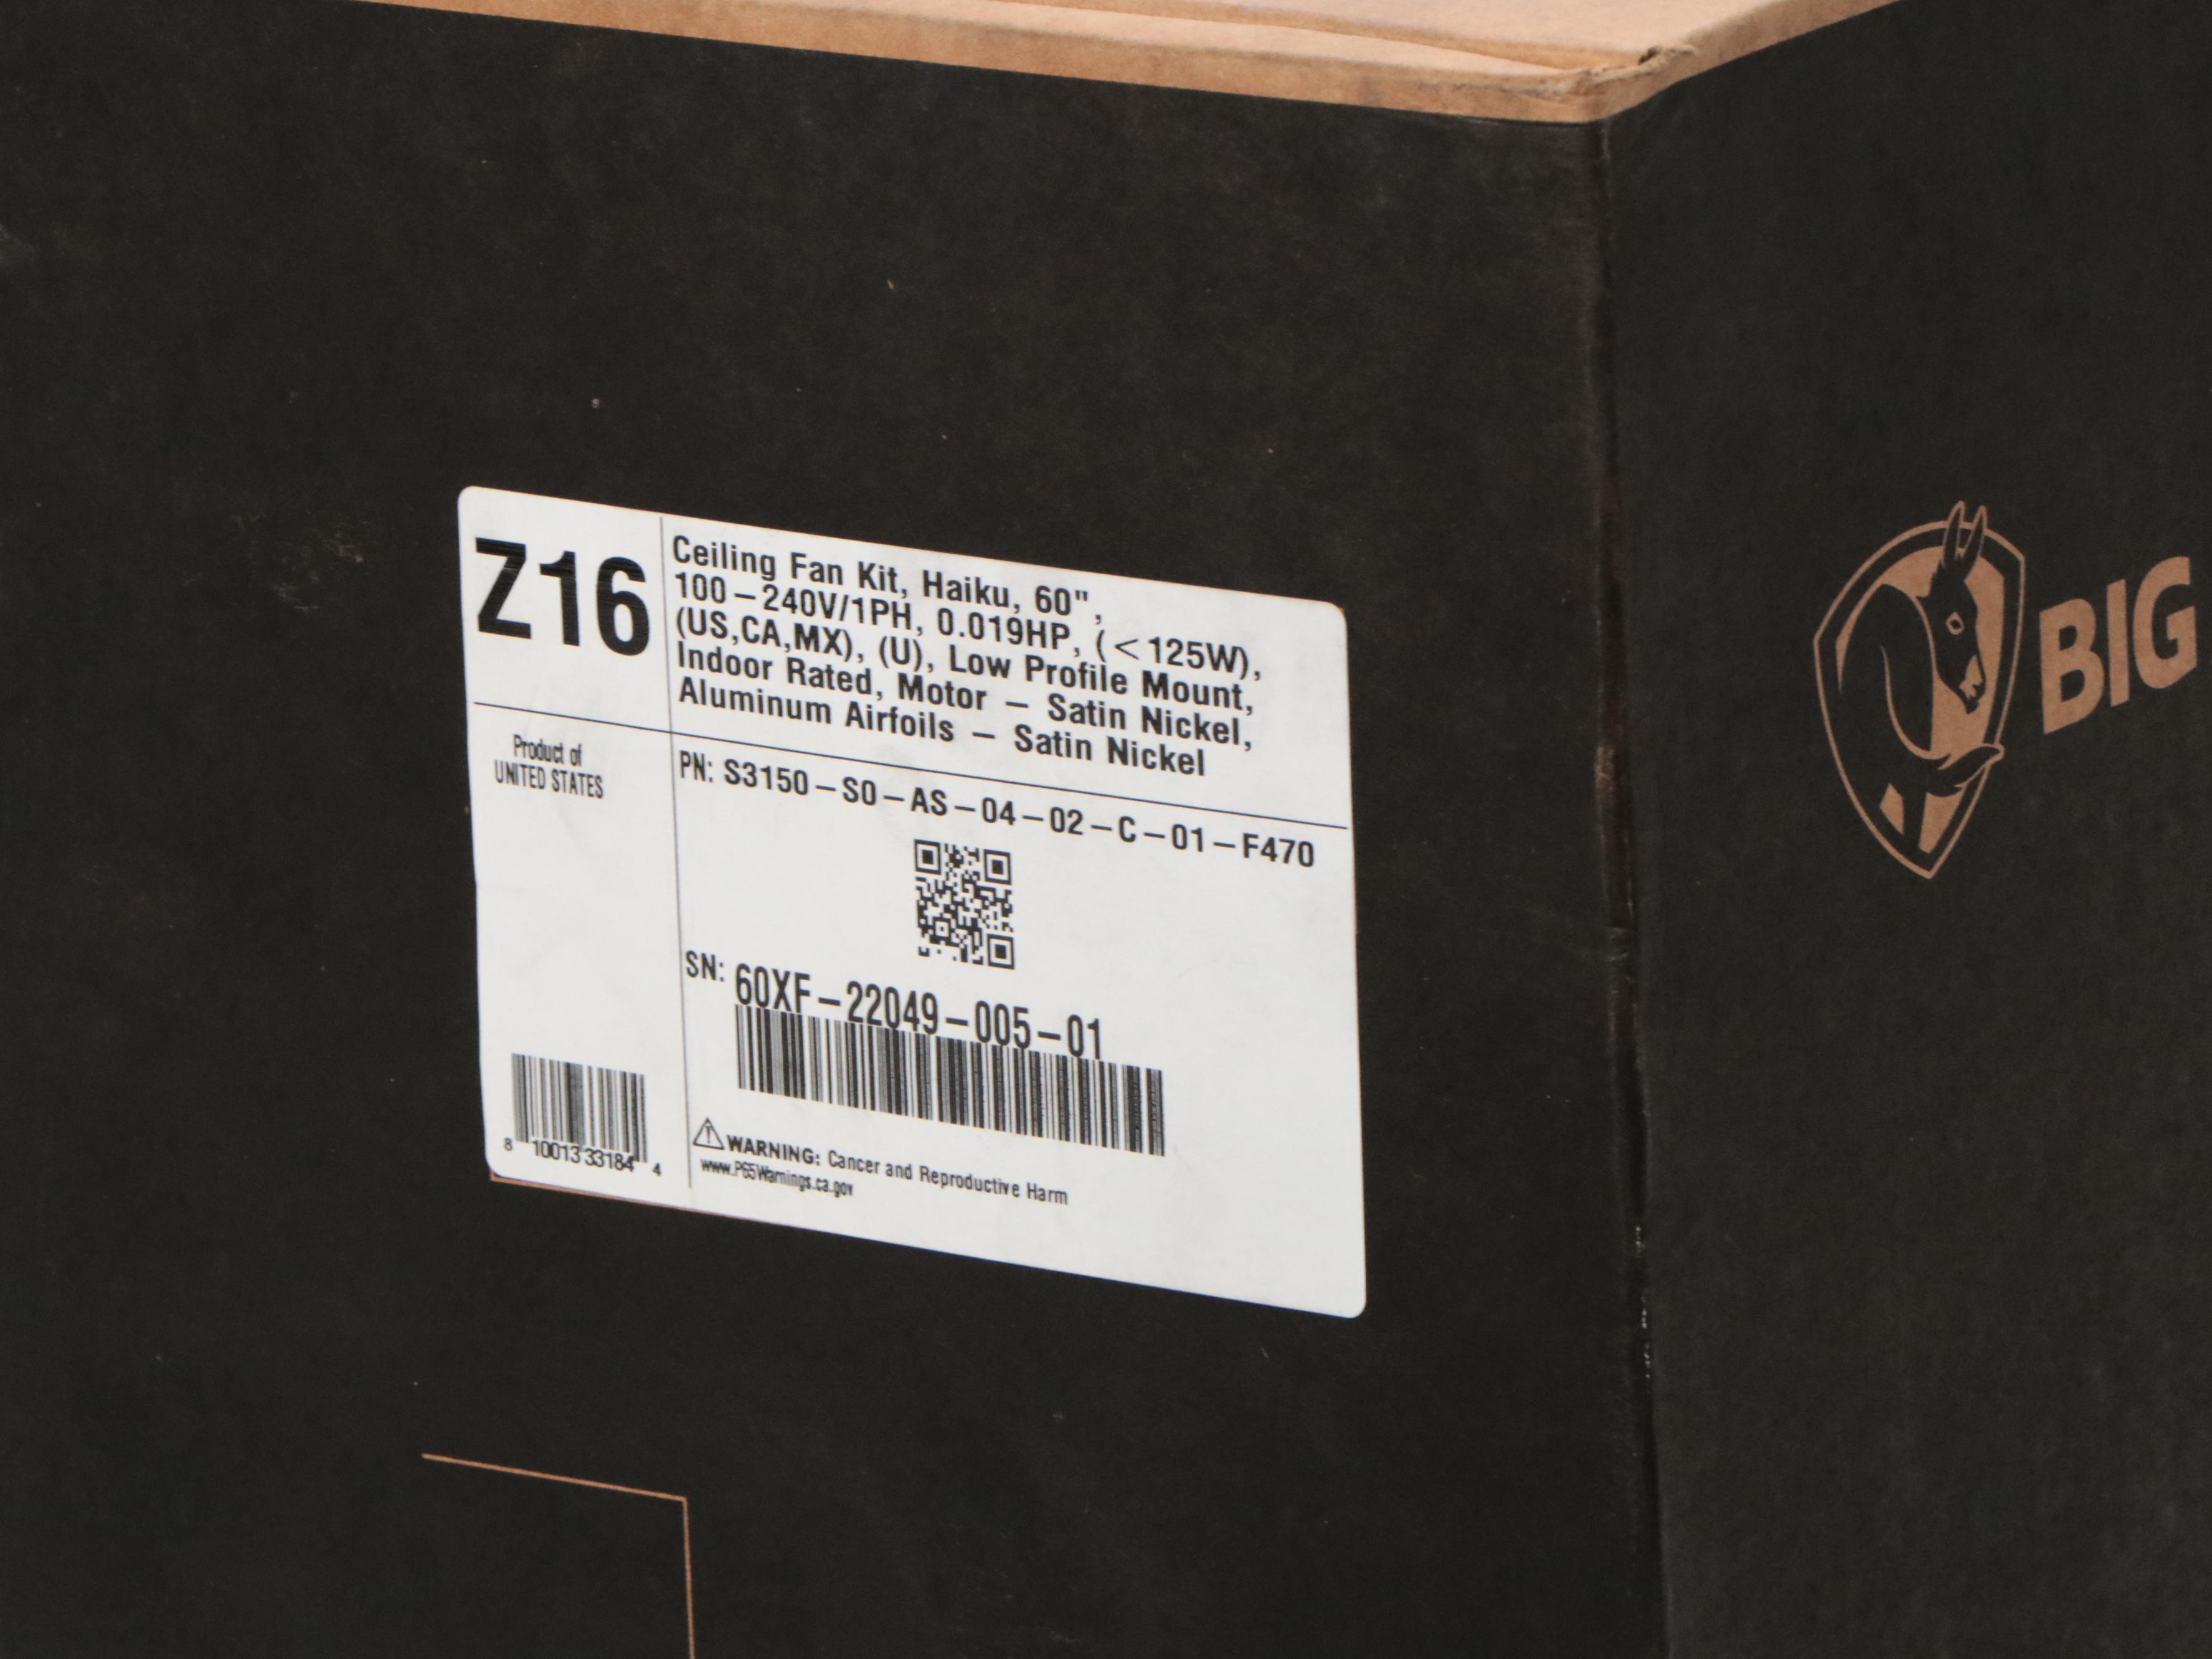 Z16
Ceiling Fan Kit, Haiku, 60",
100–240V/1PH, 0.019HP, (<125W),
(US,CA,MX), (U), Low Profile Mount,
Indoor Rated, Motor – Satin Nickel,
Aluminum Airfoils – Satin Nickel
Product of
UNITED STATES
PN: S3150–S0–AS–04–02–C–01–F470
SN: 60XF–22049–005–01
8 10013 33184 4
WARNING: Cancer and Reproductive Harm
www.P65Warnings.ca.gov
BIG